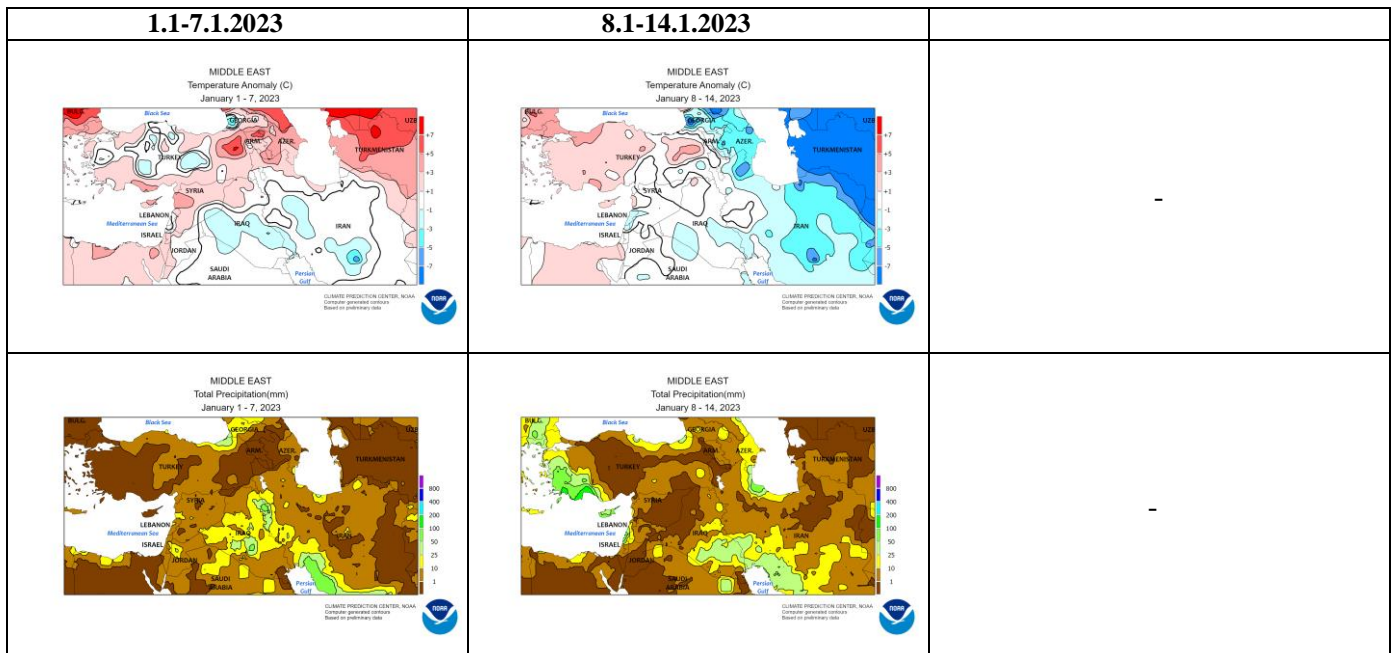 1.1-7.1.2023
8.1-14.1.2023
MIDDLE EAST
Temperature Anomaly (C)
January 1 - 7, 2023
BULG.
Black Sea
GEORGIA
UZB
ARM.
AZER.
TURKMENISTAN
TURKEY
SYRIA
LEBANON
Mediterranean Sea
ISRAEL
IRAQ
IRAN
JORDAN
SAUDI
ARABIA
Persian
Gulf
+7
+5
+3
+1
-1
-3
-5
-7
CLIMATE PREDICTION CENTER, NOAA
Computer generated contours
Based on preliminary data
NOAA
MIDDLE EAST
Temperature Anomaly (C)
January 8 - 14, 2023
BULG.
Black Sea
GEORGIA
UZB
ARM.
AZER.
TURKMENISTAN
TURKEY
SYRIA
LEBANON
Mediterranean Sea
ISRAEL
IRAQ
IRAN
JORDAN
SAUDI
ARABIA
Persian
Gulf
+7
+5
+3
+1
-1
-3
-5
-7
CLIMATE PREDICTION CENTER, NOAA
Computer generated contours
Based on preliminary data
NOAA
-
MIDDLE EAST
Total Precipitation(mm)
January 1 - 7, 2023
BULG.
Black Sea
GEORGIA
UZB
ARM.
AZER.
TURKMENISTAN
TURKEY
SYRIA
LEBANON
Mediterranean Sea
ISRAEL
IRAQ
IRAN
JORDAN
SAUDI
ARABIA
Persian
Gulf
800
400
200
100
50
25
10
1
CLIMATE PREDICTION CENTER, NOAA
Computer generated contours
Based on preliminary data
NOAA
MIDDLE EAST
Total Precipitation(mm)
January 8 - 14, 2023
BULG.
Black Sea
GEORGIA
UZB
ARM.
AZER.
TURKMENISTAN
TURKEY
SYRIA
LEBANON
Mediterranean Sea
ISRAEL
IRAQ
IRAN
JORDAN
SAUDI
ARABIA
Persian
Gulf
800
400
200
100
50
25
10
1
CLIMATE PREDICTION CENTER, NOAA
Computer generated contours
Based on preliminary data
NOAA
-